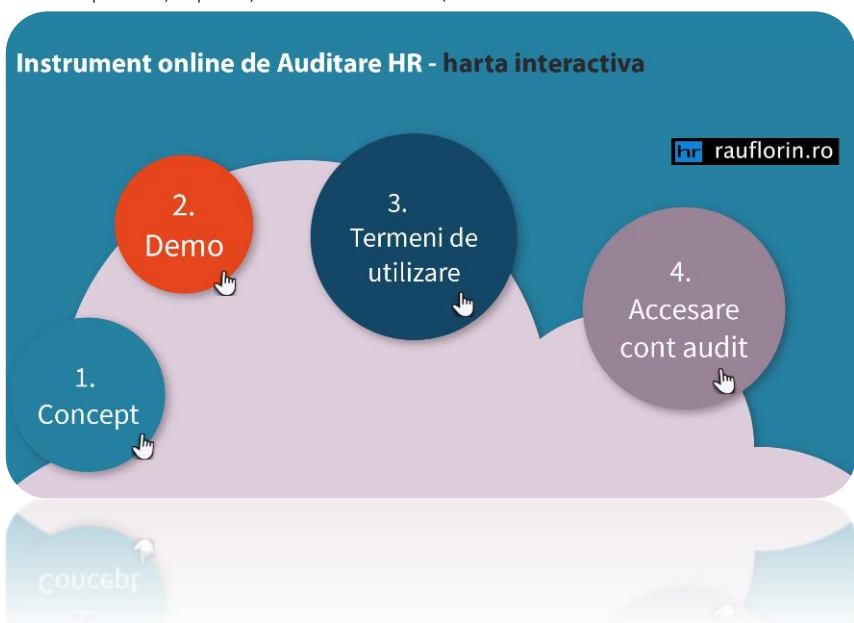 Instrument online de Auditare HR - harta interactiva
hr rauflorin.ro
2.
Demo
3.
Termeni de
utilizare
4.
Accesare
cont audit
1.
Concept